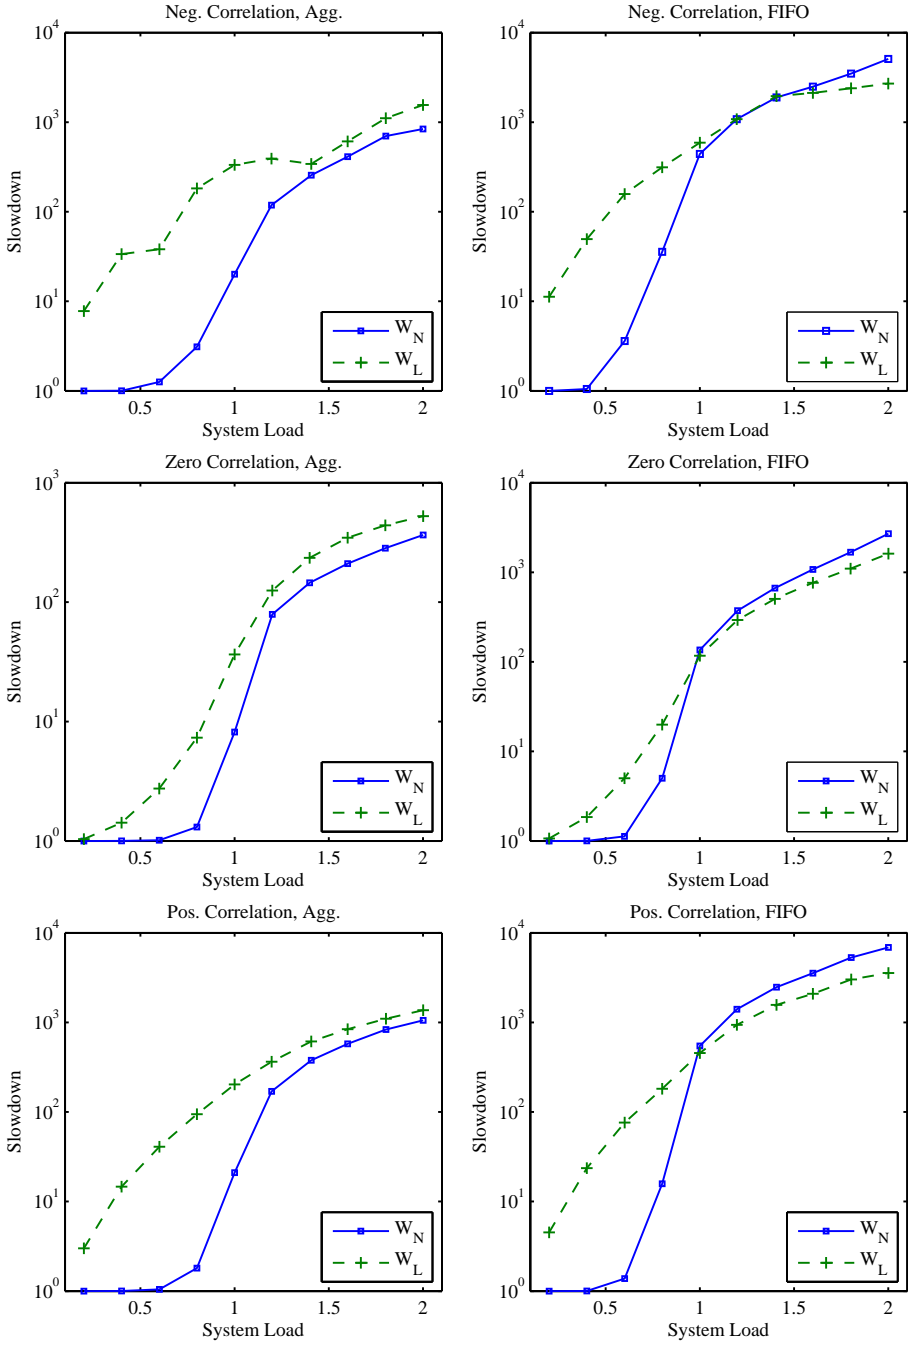 Neg. Correlation, Agg.
10^4
10^3
10^2
10^1
10^0
Slowdown
0.5 1 1.5 2
System Load
W_N
W_L
Neg. Correlation, FIFO
10^4
10^3
10^2
10^1
10^0
Slowdown
0.5 1 1.5 2
System Load
W_N
W_L
Zero Correlation, Agg.
10^3
10^2
10^1
10^0
Slowdown
0.5 1 1.5 2
System Load
W_N
W_L
Zero Correlation, FIFO
10^4
10^3
10^2
10^1
10^0
Slowdown
0.5 1 1.5 2
System Load
W_N
W_L
Pos. Correlation, Agg.
10^4
10^3
10^2
10^1
10^0
Slowdown
0.5 1 1.5 2
System Load
W_N
W_L
Pos. Correlation, FIFO
10^4
10^3
10^2
10^1
10^0
Slowdown
0.5 1 1.5 2
System Load
W_N
W_L